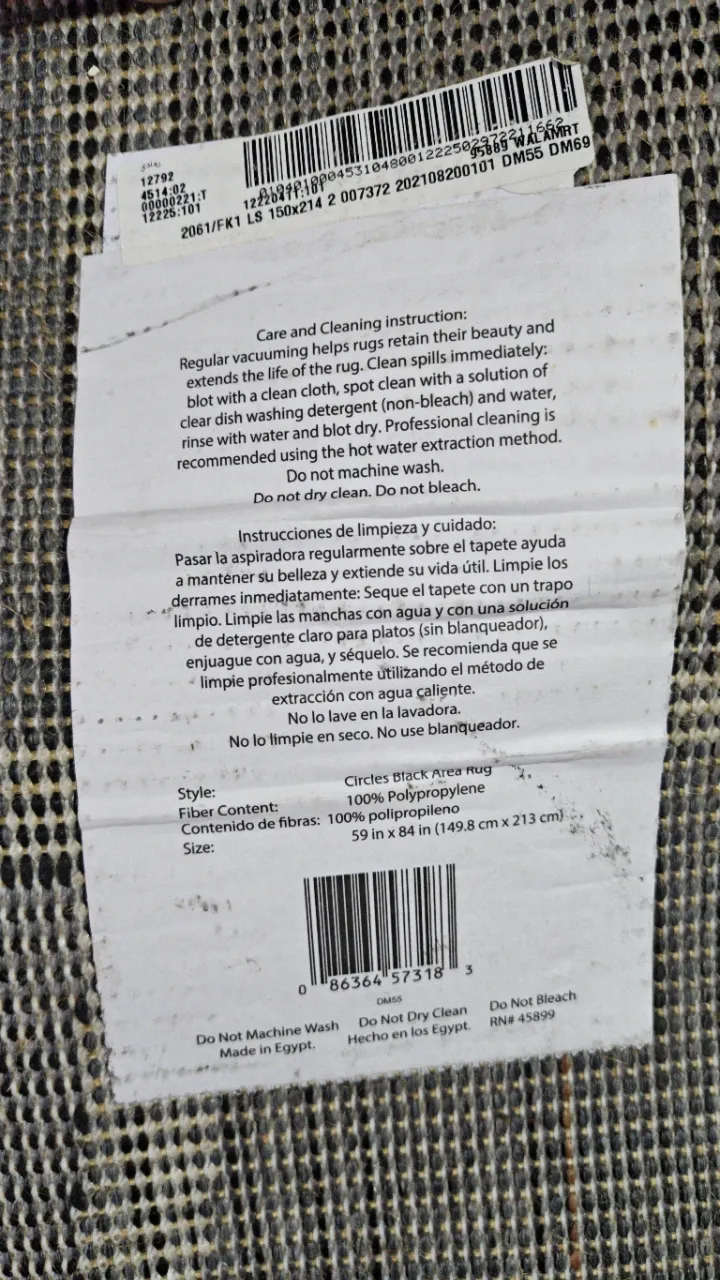 12792
4514:02
00000221:T
12225:101
1222041T:101
95889 WALAMRT
2061/FK1 LS 150x214 2 007372 202108200101 DM55 DM69
Care and Cleaning instruction:
Regular vacuuming helps rugs retain their beauty and
extends the life of the rug. Clean spills immediately:
blot with a clean cloth, spot clean with a solution of
clear dish washing detergent (non-bleach) and water,
rinse with water and blot dry. Professional cleaning is
recommended using the hot water extraction method.
Do not machine wash.
Do not dry clean. Do not bleach.
Instrucciones de limpieza y cuidado:
Pasar la aspiradora regularmente sobre el tapete ayuda
a mantener su belleza y extiende su vida útil. Limpie los
derrames inmedjatamente: Seque el tapete con un trapo
limpio. Limpie las manchas con agua y con una solución
de detergente claro para platos (sin blanqueador),
enjuague con agua, y séquelo. Se recomienda que se
limpie profesionalmente utilizando el método de
extracción con agua caliente.
No lo lave en la lavadora.
No lo limpie en seco. No use blanqueador.
Style: Circles Black Area Rug
Fiber Content: 100% Polypropylene
Contenido de fibras: 100% polipropileno
Size: 59 in x 84 in (149.8 cm x 213 cm)
0 86364 57318 3
DM55
Do Not Machine Wash Do Not Dry Clean Do Not Bleach
Made in Egypt. Hecho en los Egypt. RN# 45899